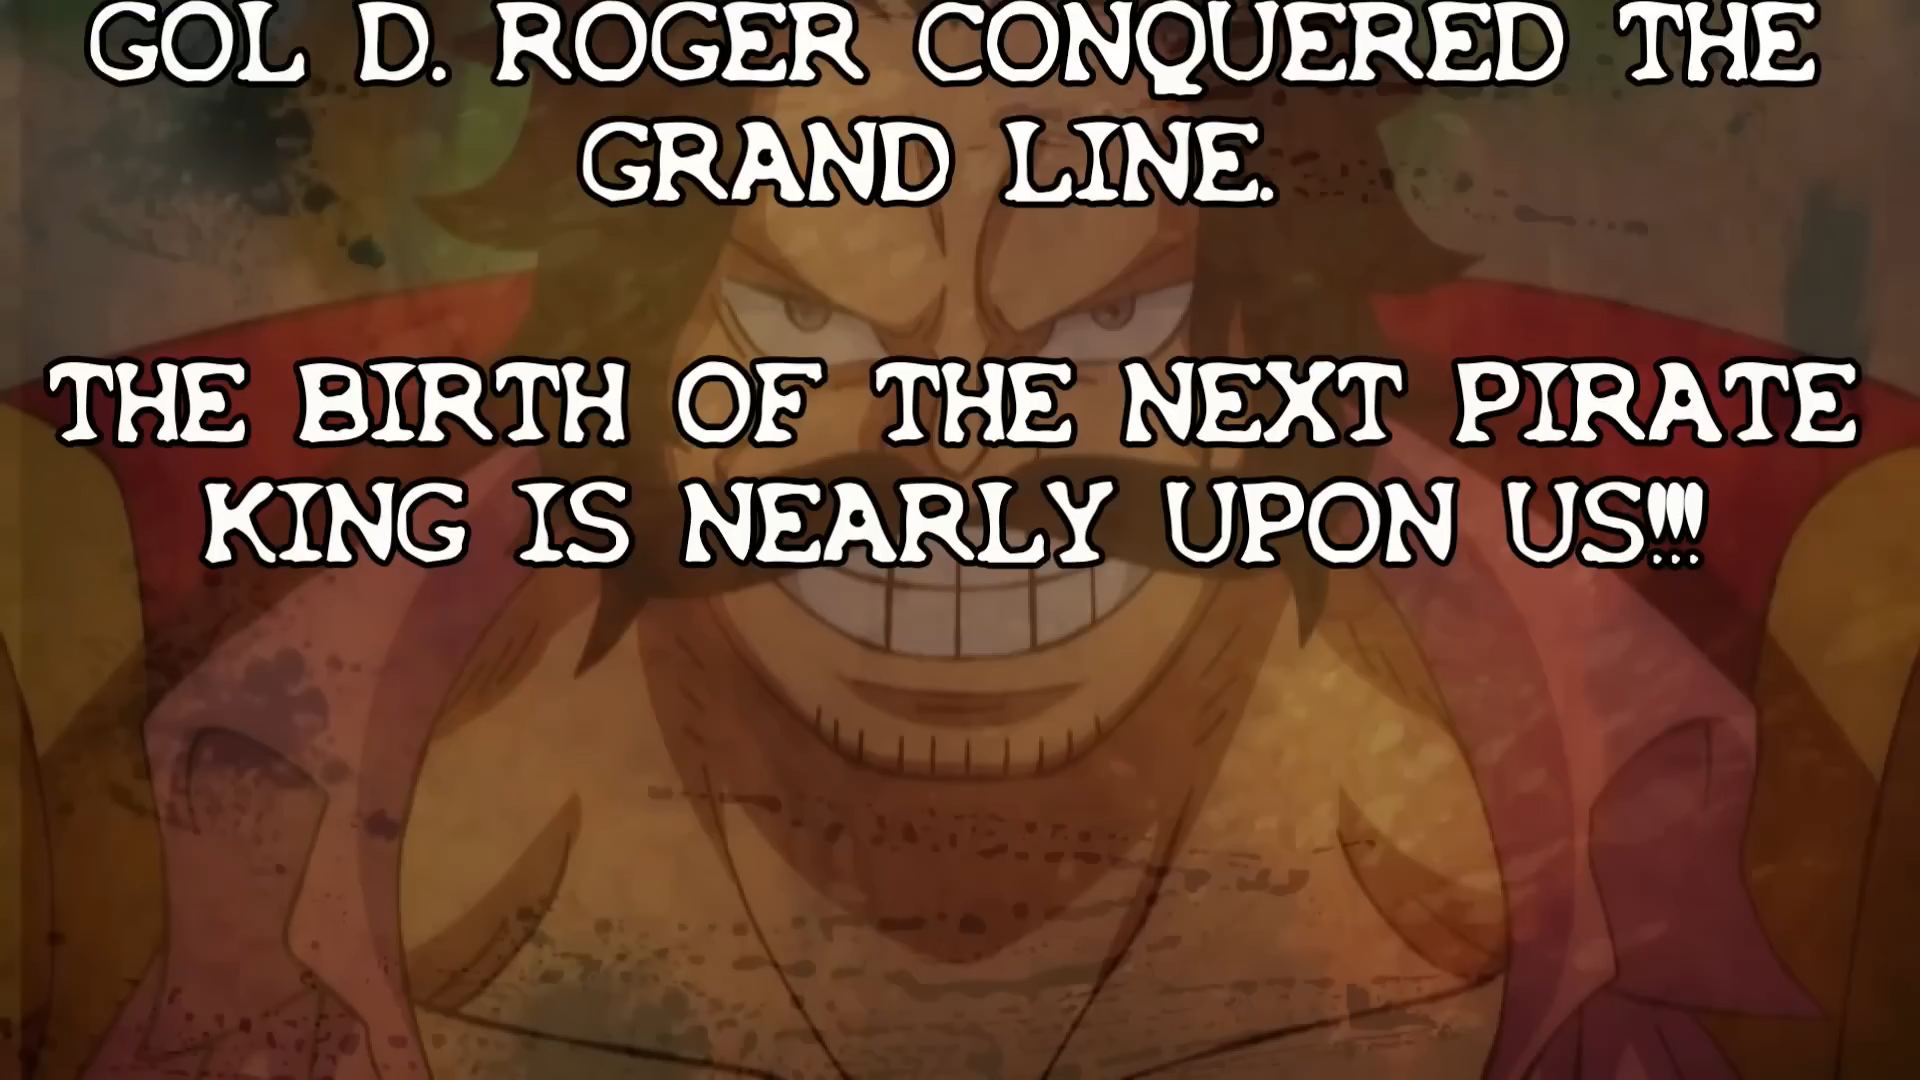 GOL D. ROGER CONQUERED THE
GRAND LINE.
THE BIRTH OF THE NEXT PIRATE
KING IS NEARLY UPON US!!!